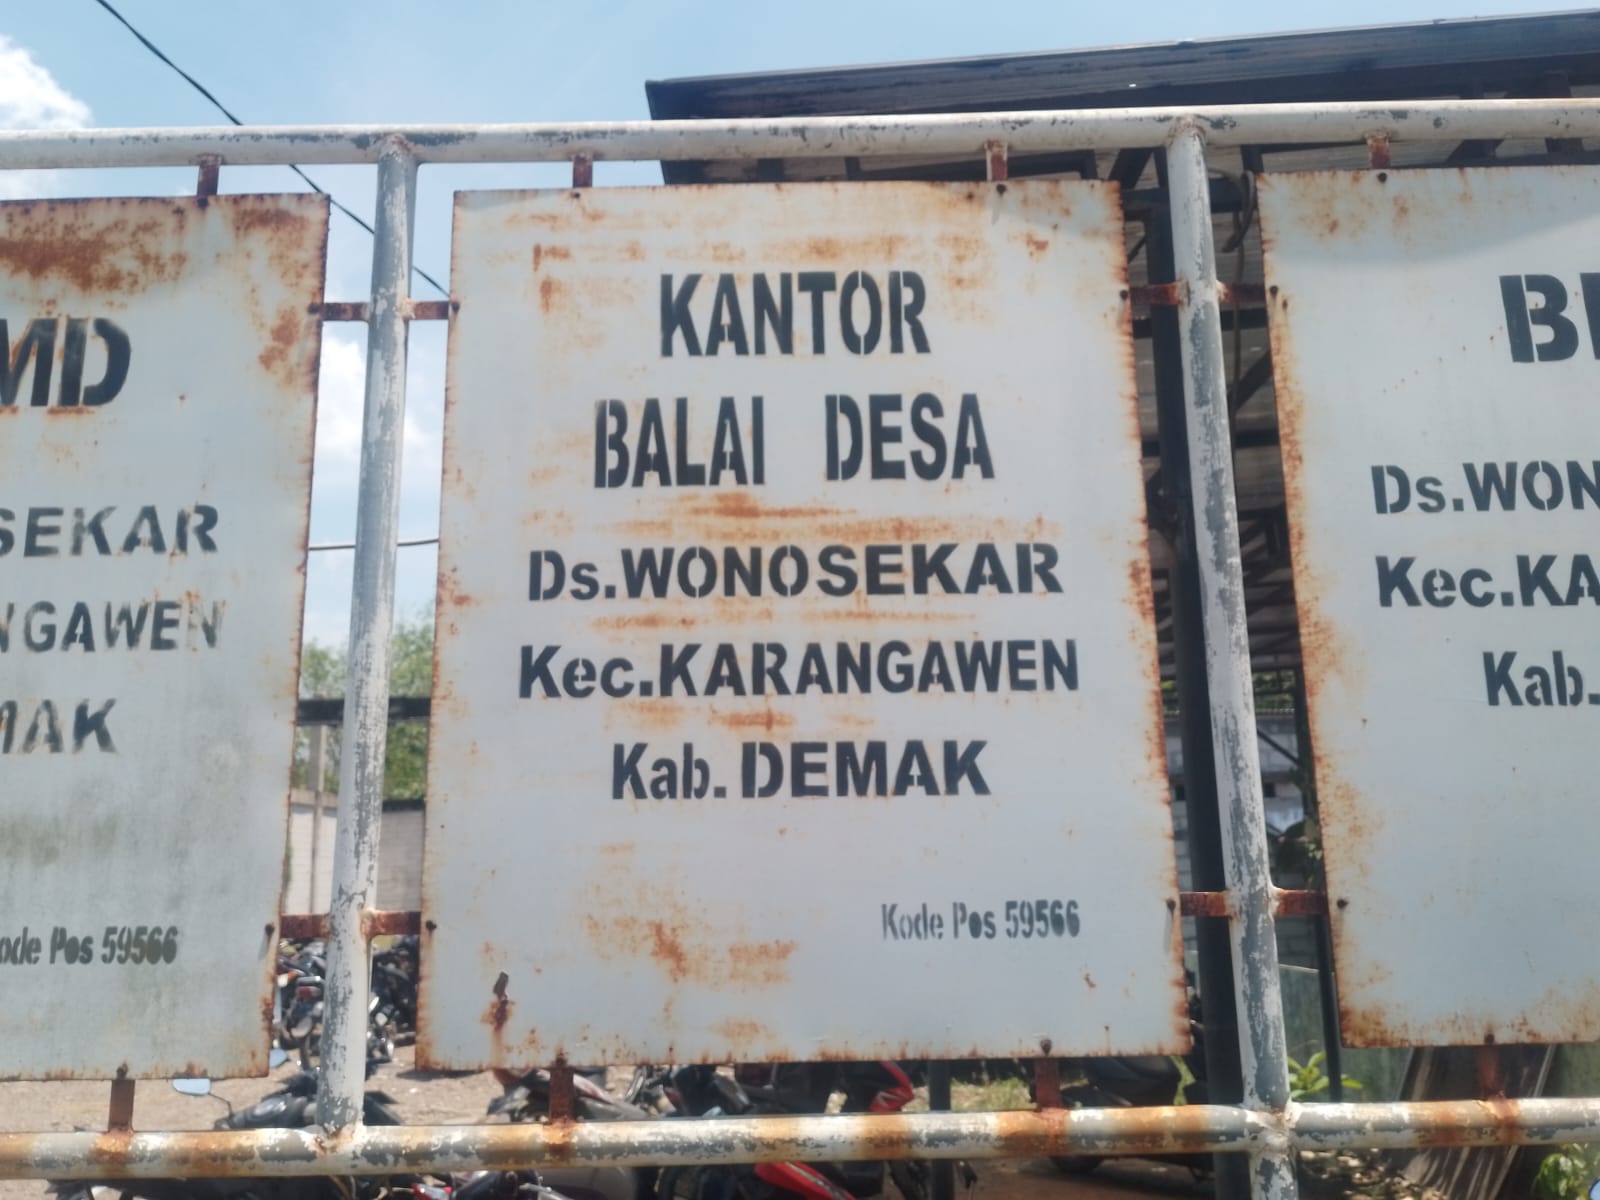 MD
SEKAR
NGAWEN
MAK
ode Pos 59566
KANTOR
BALAI DESA
Ds.WONOSEKAR
Kec.KARANGAWEN
Kab. DEMAK
Kode Pos 59566
B
Ds.WON
Kec.KA
Kab.